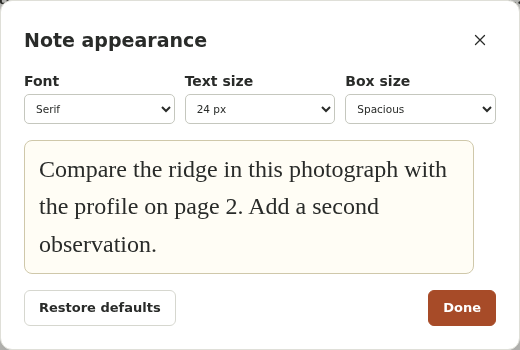 Note appearance
Font Text size Box size
Serif 24 px Spacious
Compare the ridge in this photograph with
the profile on page 2. Add a second
observation.
Restore defaults Done